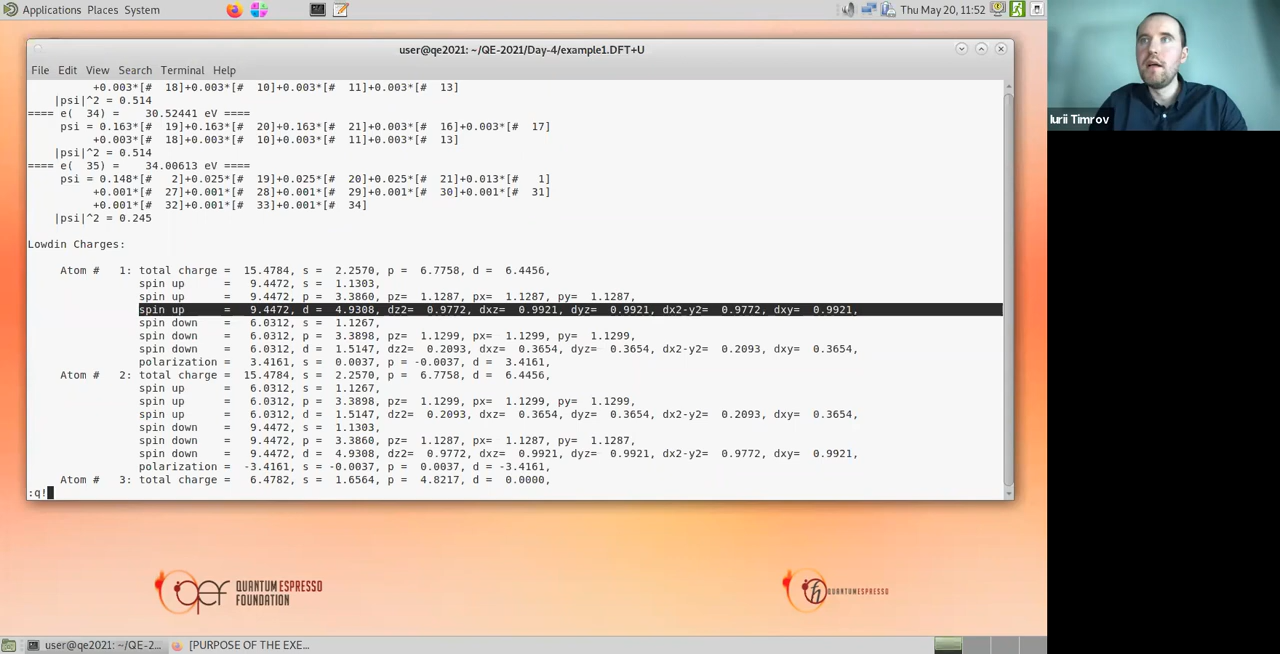 Applications Places System
Thu May 20, 11:52
user@qe2021: ~/QE-2021/Day-4/example1.DFT+U
File Edit View Search Terminal Help
+0.003*[# 18]+0.003*[# 10]+0.003*[# 11]+0.003*[# 13]
|psi|^2 = 0.514
==== e( 34) = 30.52441 eV ====
psi = 0.163*[# 19]+0.163*[# 20]+0.163*[# 21]+0.003*[# 16]+0.003*[# 17]
+0.003*[# 18]+0.003*[# 10]+0.003*[# 11]+0.003*[# 13]
|psi|^2 = 0.514
==== e( 35) = 34.00613 eV ====
psi = 0.148*[# 2]+0.025*[# 19]+0.025*[# 20]+0.025*[# 21]+0.013*[# 1]
+0.001*[# 27]+0.001*[# 28]+0.001*[# 29]+0.001*[# 30]+0.001*[# 31]
+0.001*[# 32]+0.001*[# 33]+0.001*[# 34]
|psi|^2 = 0.245
Lowdin Charges:
Atom # 1: total charge = 15.4784, s = 2.2570, p = 6.7758, d = 6.4456,
spin up = 9.4472, s = 1.1303,
spin up = 9.4472, p = 3.3860, pz= 1.1287, px= 1.1287, py= 1.1287,
spin up = 9.4472, d = 4.9308, dz2= 0.9772, dxz= 0.9921, dyz= 0.9921, dx2-y2= 0.9772, dxy= 0.9921,
spin down = 6.0312, s = 1.1267,
spin down = 6.0312, p = 3.3898, pz= 1.1299, px= 1.1299, py= 1.1299,
spin down = 6.0312, d = 1.5147, dz2= 0.2093, dxz= 0.3654, dyz= 0.3654, dx2-y2= 0.2093, dxy= 0.3654,
polarization = 3.4161, s = 0.0037, p = -0.0037, d = 3.4161,
Atom # 2: total charge = 15.4784, s = 2.2570, p = 6.7758, d = 6.4456,
spin up = 6.0312, s = 1.1267,
spin up = 6.0312, p = 3.3898, pz= 1.1299, px= 1.1299, py= 1.1299,
spin up = 6.0312, d = 1.5147, dz2= 0.2093, dxz= 0.3654, dyz= 0.3654, dx2-y2= 0.2093, dxy= 0.3654,
spin down = 9.4472, s = 1.1303,
spin down = 9.4472, p = 3.3860, pz= 1.1287, px= 1.1287, py= 1.1287,
spin down = 9.4472, d = 4.9308, dz2= 0.9772, dxz= 0.9921, dyz= 0.9921, dx2-y2= 0.9772, dxy= 0.9921,
polarization = -3.4161, s = -0.0037, p = 0.0037, d = -3.4161,
Atom # 3: total charge = 6.4782, s = 1.6564, p = 4.8217, d = 0.0000,
:q!
Iurii Timrov
QUANTUM ESPRESSO
FOUNDATION
QUANTUMESPRESSO
user@qe2021: ~/QE-2...
[PURPOSE OF THE EXE...